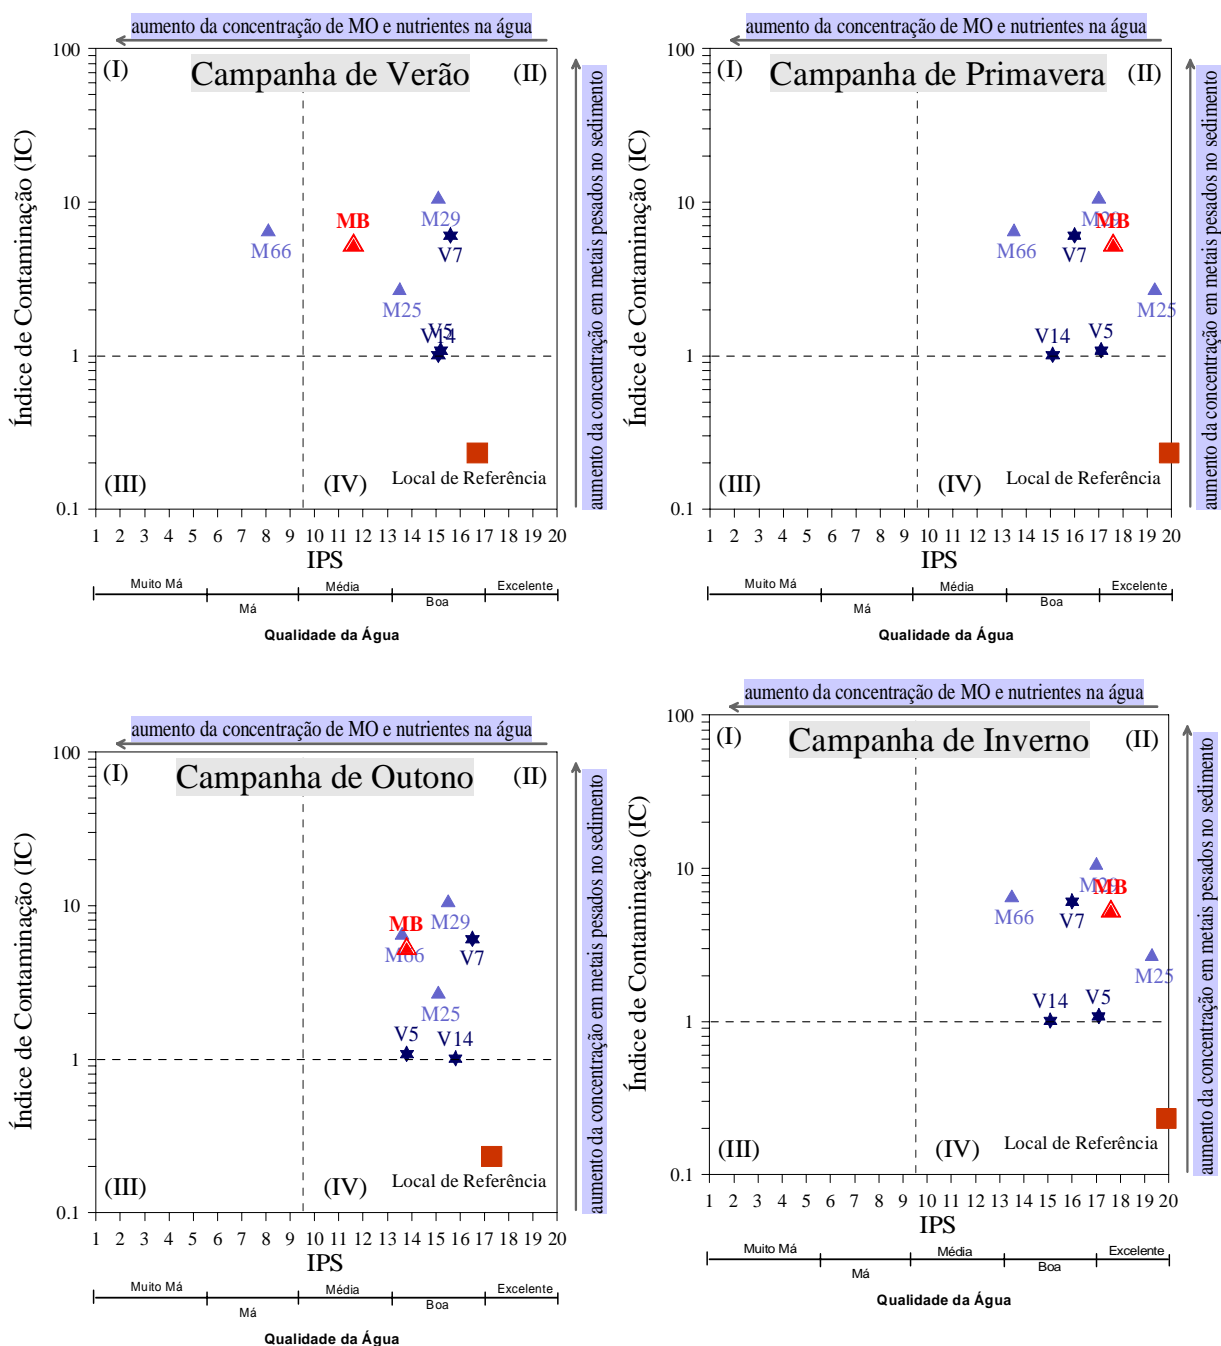 aumento da concentração de MO e nutrientes na água
100
(I)
Campanha de Verão
(II)
10
MB
M29
M66
V7
M25
V5
V14
1
Local de Referência
(III)
(IV)
0.1
1 2 3 4 5 6 7 8 9 10 11 12 13 14 15 16 17 18 19 20
IPS
Índice de Contaminação (IC)
aumento da concentração em metais pesados no sedimento
Muito Má
Má
Média
Boa
Excelente
Qualidade da Água
aumento da concentração de MO e nutrientes na água
100
(I)
Campanha de Primavera
(II)
10
M29
MB
M66
V7
M25
V14
V5
1
Local de Referência
(III)
(IV)
0.1
1 2 3 4 5 6 7 8 9 10 11 12 13 14 15 16 17 18 19 20
IPS
Índice de Contaminação (IC)
aumento da concentração em metais pesados no sedimento
Muito Má
Má
Média
Boa
Excelente
Qualidade da Água
aumento da concentração de MO e nutrientes na água
100
(I)
Campanha de Outono
(II)
10
MB
M29
M66
V7
M25
V5
V14
1
Local de Referência
(III)
(IV)
0.1
1 2 3 4 5 6 7 8 9 10 11 12 13 14 15 16 17 18 19 20
IPS
Índice de Contaminação (IC)
aumento da concentração em metais pesados no sedimento
Muito Má
Má
Média
Boa
Excelente
Qualidade da Água
aumento da concentração de MO e nutrientes na água
100
(I)
Campanha de Inverno
(II)
10
M29
MB
M66
V7
M25
V14
V5
1
Local de Referência
(III)
(IV)
0.1
1 2 3 4 5 6 7 8 9 10 11 12 13 14 15 16 17 18 19 20
IPS
Índice de Contaminação (IC)
aumento da concentração em metais pesados no sedimento
Muito Má
Má
Média
Boa
Excelente
Qualidade da Água